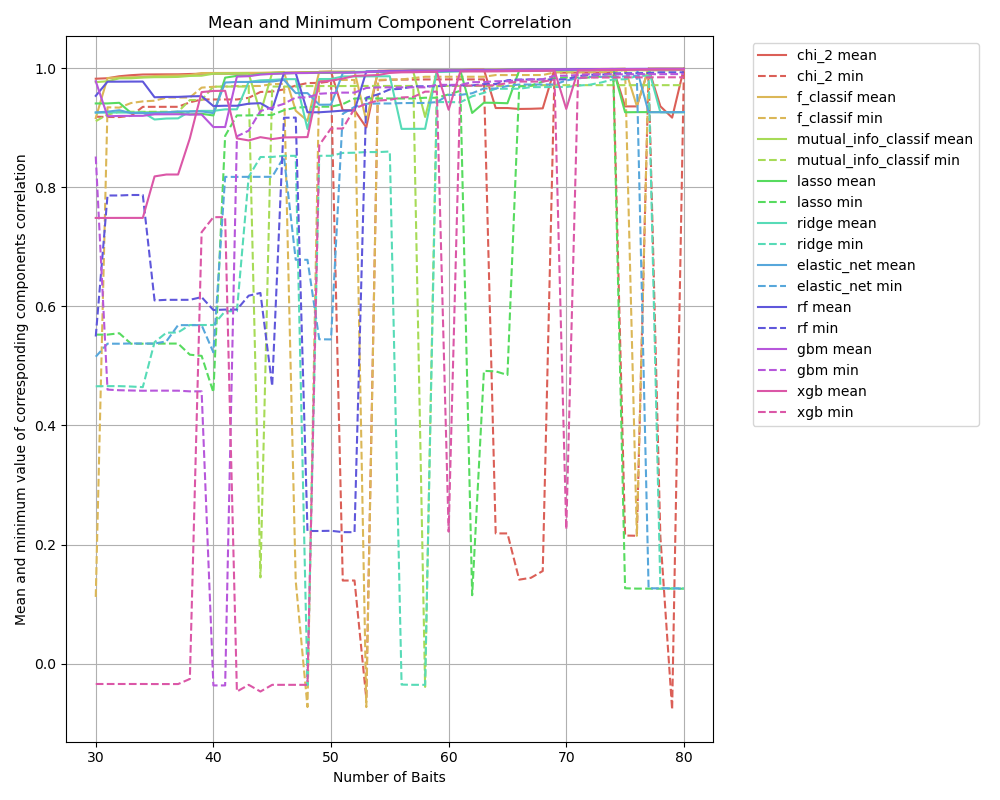 Mean and Minimum Component Correlation
Mean and minimum value of corresponding components correlation
1.0
0.8
0.6
0.4
0.2
0.0
30
40
50
60
70
80
Number of Baits
chi_2 mean
chi_2 min
f_classif mean
f_classif min
mutual_info_classif mean
mutual_info_classif min
lasso mean
lasso min
ridge mean
ridge min
elastic_net mean
elastic_net min
rf mean
rf min
gbm mean
gbm min
xgb mean
xgb min